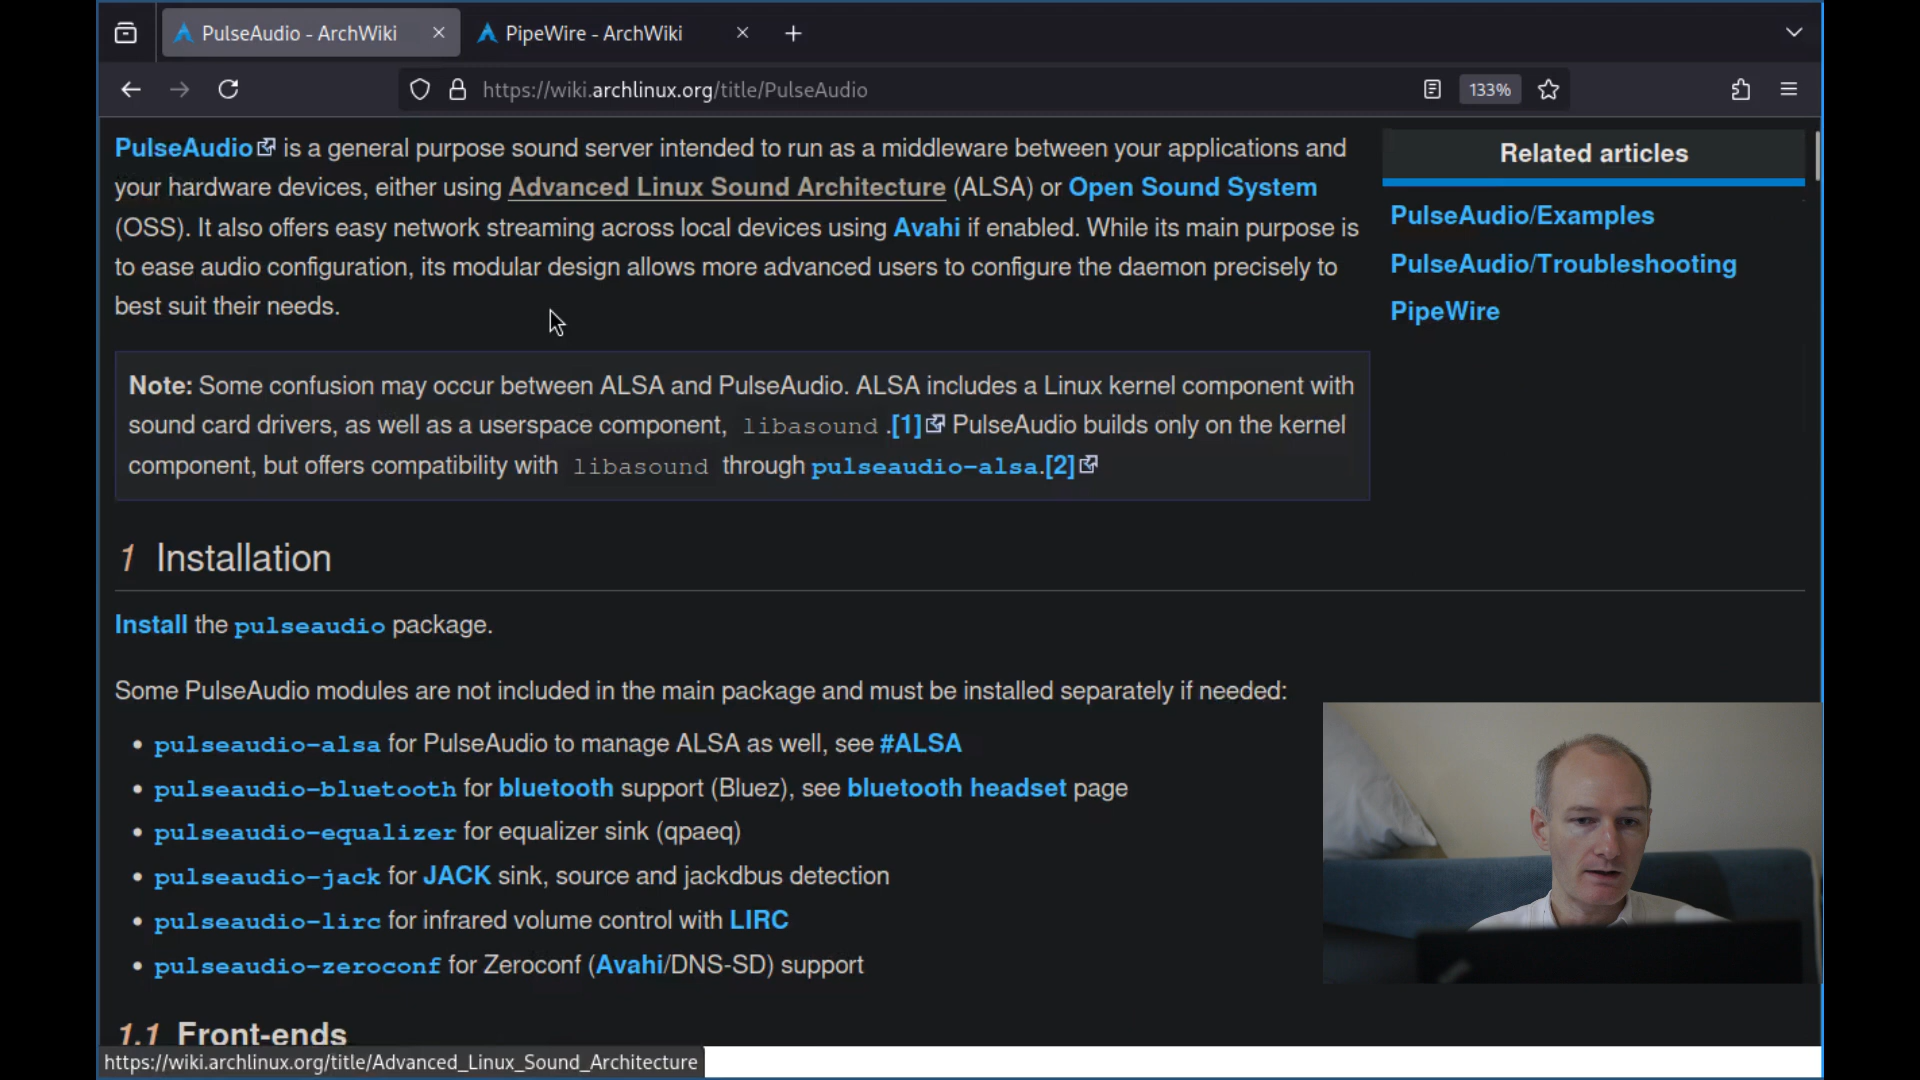 PulseAudio - ArchWiki
PipeWire - ArchWiki
https://wiki.archlinux.org/title/PulseAudio
133%
PulseAudio is a general purpose sound server intended to run as a middleware between your applications and
your hardware devices, either using Advanced Linux Sound Architecture (ALSA) or Open Sound System
(OSS). It also offers easy network streaming across local devices using Avahi if enabled. While its main purpose is
to ease audio configuration, its modular design allows more advanced users to configure the daemon precisely to
best suit their needs.
Related articles
PulseAudio/Examples
PulseAudio/Troubleshooting
PipeWire
Note: Some confusion may occur between ALSA and PulseAudio. ALSA includes a Linux kernel component with
sound card drivers, as well as a userspace component, libasound.[1] PulseAudio builds only on the kernel
component, but offers compatibility with libasound through pulseaudio-alsa.[2]
1 Installation
Install the pulseaudio package.
Some PulseAudio modules are not included in the main package and must be installed separately if needed:
• pulseaudio-alsa for PulseAudio to manage ALSA as well, see #ALSA
• pulseaudio-bluetooth for bluetooth support (Bluez), see bluetooth headset page
• pulseaudio-equalizer for equalizer sink (qpaeq)
• pulseaudio-jack for JACK sink, source and jackdbus detection
• pulseaudio-lirc for infrared volume control with LIRC
• pulseaudio-zeroconf for Zeroconf (Avahi/DNS-SD) support
1.1 Front-ends
https://wiki.archlinux.org/title/Advanced_Linux_Sound_Architecture